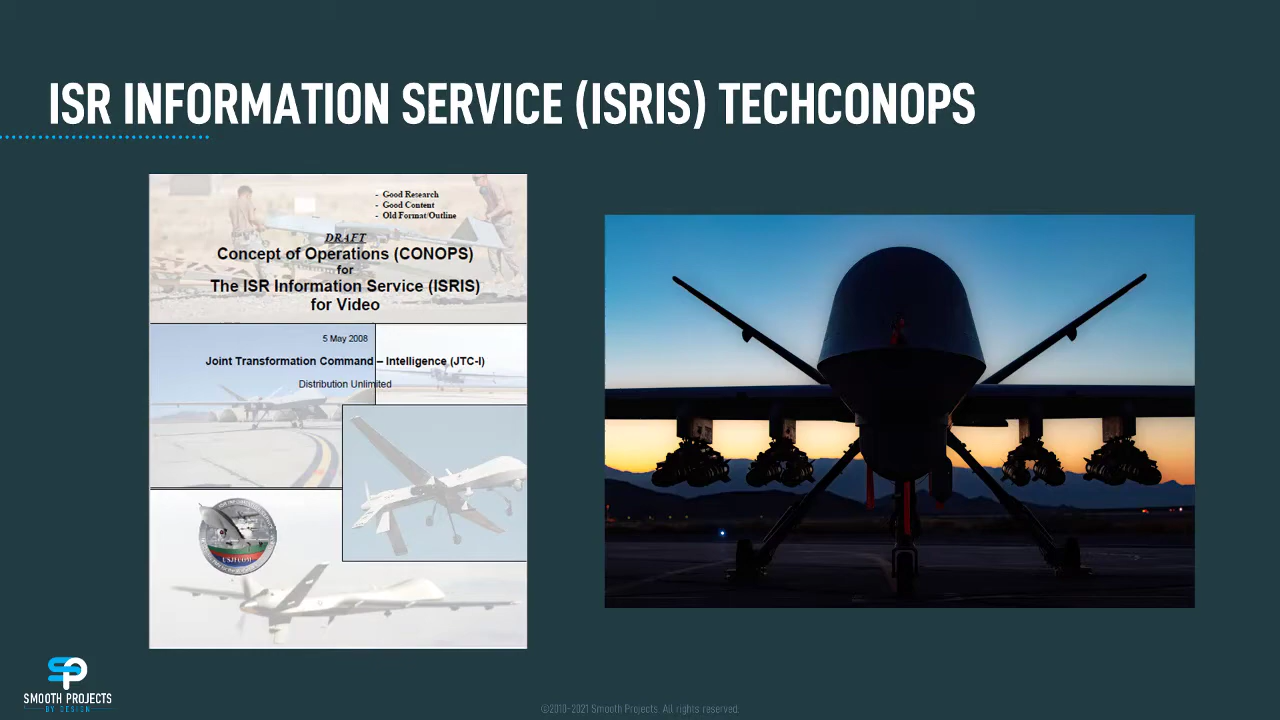 ISR INFORMATION SERVICE (ISRIS) TECHCONOPS
- Good Research
- Good Content
- Old Format/Outline
DRAFT
Concept of Operations (CONOPS)
for
The ISR Information Service (ISRIS)
for Video
5 May 2008
Joint Transformation Command – Intelligence (JTC-I)
Distribution Unlimited
USJFCOM
SP
SMOOTH PROJECTS
BY DESIGN
©2010-2021 Smooth Projects. All rights reserved.